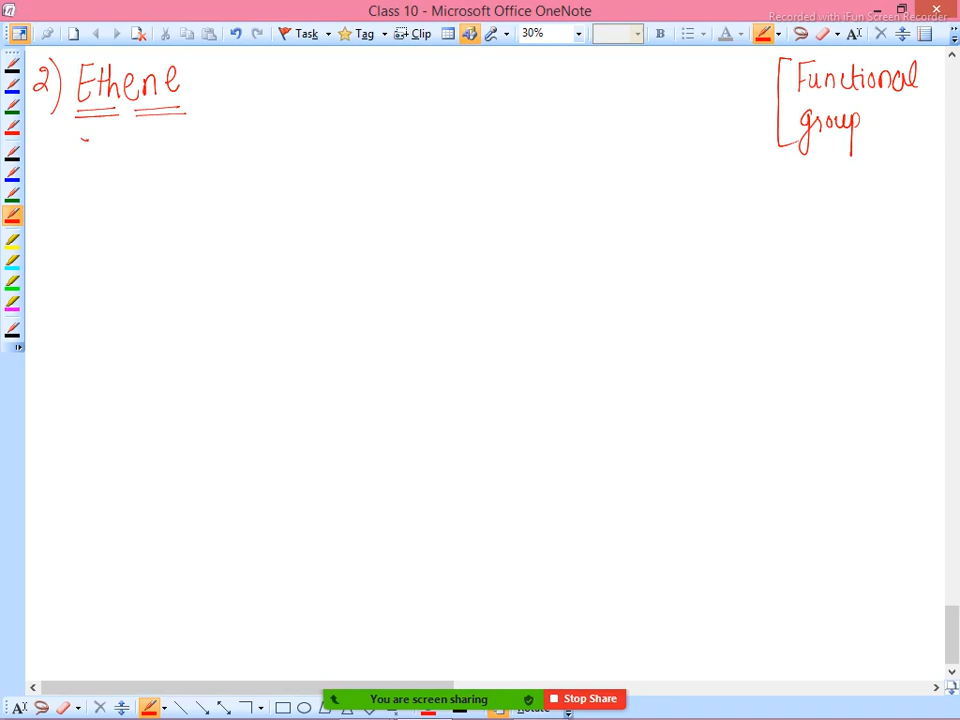 Class 10 - Microsoft Office OneNote
Recorded with iFun Screen Recorder
Task Tag Clip 30% B A A
2) Ethene
[Functional
group
A
You are screen sharing Stop Share